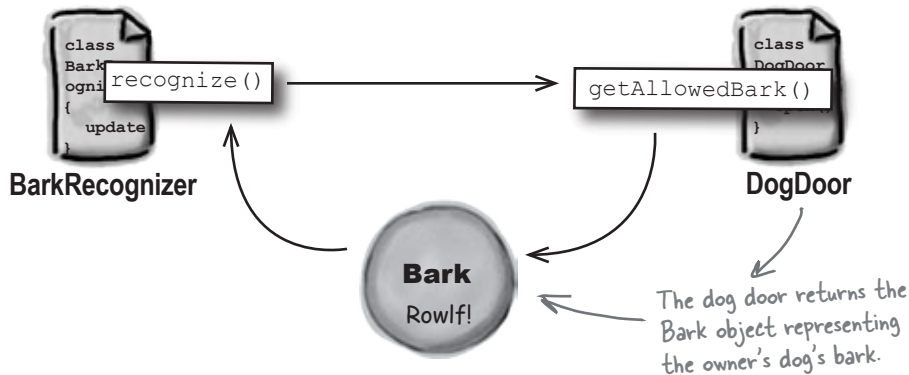 class
Bark
ogni
{
update
}
recognize()
BarkRecognizer
class
DogDoor
}
getAllowedBark()
DogDoor
Bark
Rowlf!
The dog door returns the
Bark object representing
the owner's dog's bark.